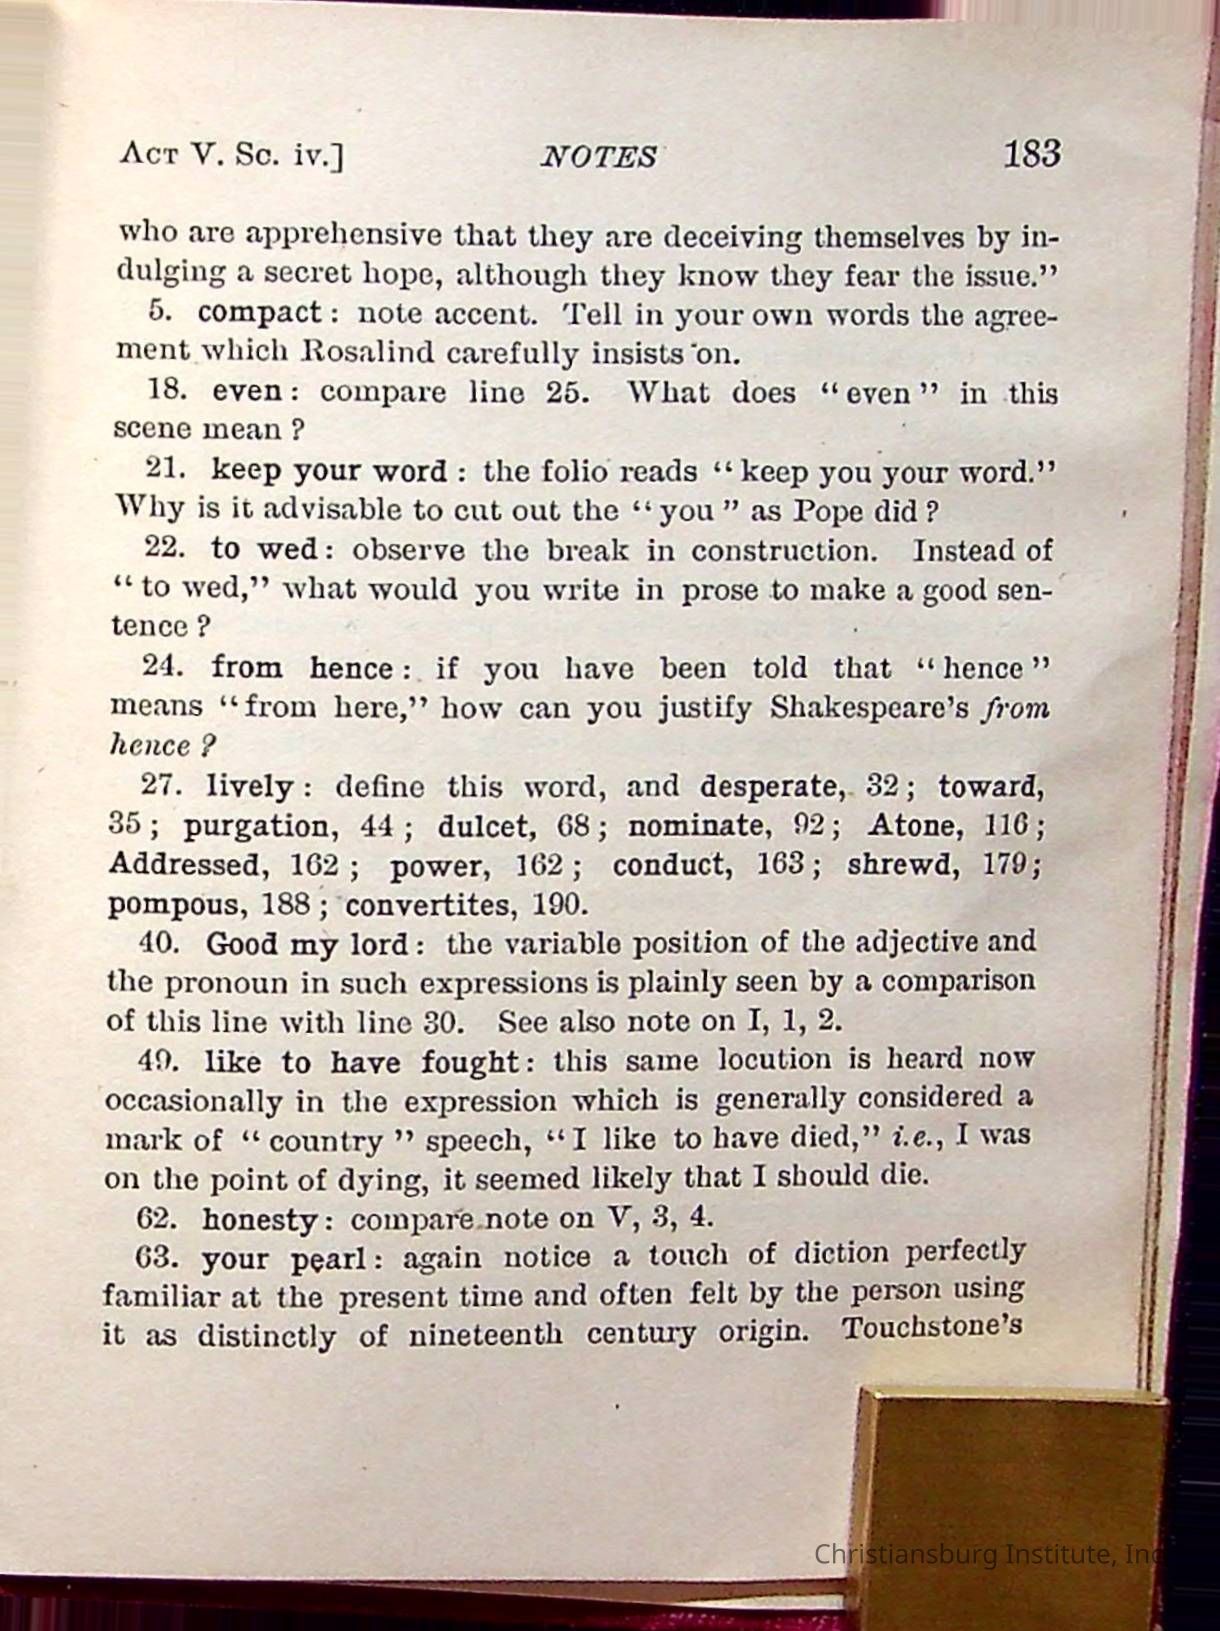 ACT V. Sc. iv.] NOTES 183
who are apprehensive that they are deceiving themselves by in-
dulging a secret hope, although they know they fear the issue.”
5. compact : note accent. Tell in your own words the agree-
ment which Rosalind carefully insists on.
18. even : compare line 25. What does “ even ” in this
scene mean ?
21. keep your word : the folio reads “ keep you your word.”
Why is it advisable to cut out the “ you ” as Pope did ?
22. to wed : observe the break in construction. Instead of
“ to wed,” what would you write in prose to make a good sen-
tence ?
24. from hence : if you have been told that “ hence ”
means “ from here,” how can you justify Shakespeare’s from
hence ?
27. lively : define this word, and desperate, 32 ; toward,
35 ; purgation, 44 ; dulcet, 68 ; nominate, 92 ; Atone, 116 ;
Addressed, 162 ; power, 162 ; conduct, 163 ; shrewd, 179 ;
pompous, 188 ; convertites, 190.
40. Good my lord : the variable position of the adjective and
the pronoun in such expressions is plainly seen by a comparison
of this line with line 30. See also note on I, 1, 2.
49. like to have fought : this same locution is heard now
occasionally in the expression which is generally considered a
mark of “ country ” speech, “ I like to have died,” i.e., I was
on the point of dying, it seemed likely that I should die.
62. honesty : compare note on V, 3, 4.
63. your pearl : again notice a touch of diction perfectly
familiar at the present time and often felt by the person using
it as distinctly of nineteenth century origin. Touchstone’s
Christiansburg Institute, Inc